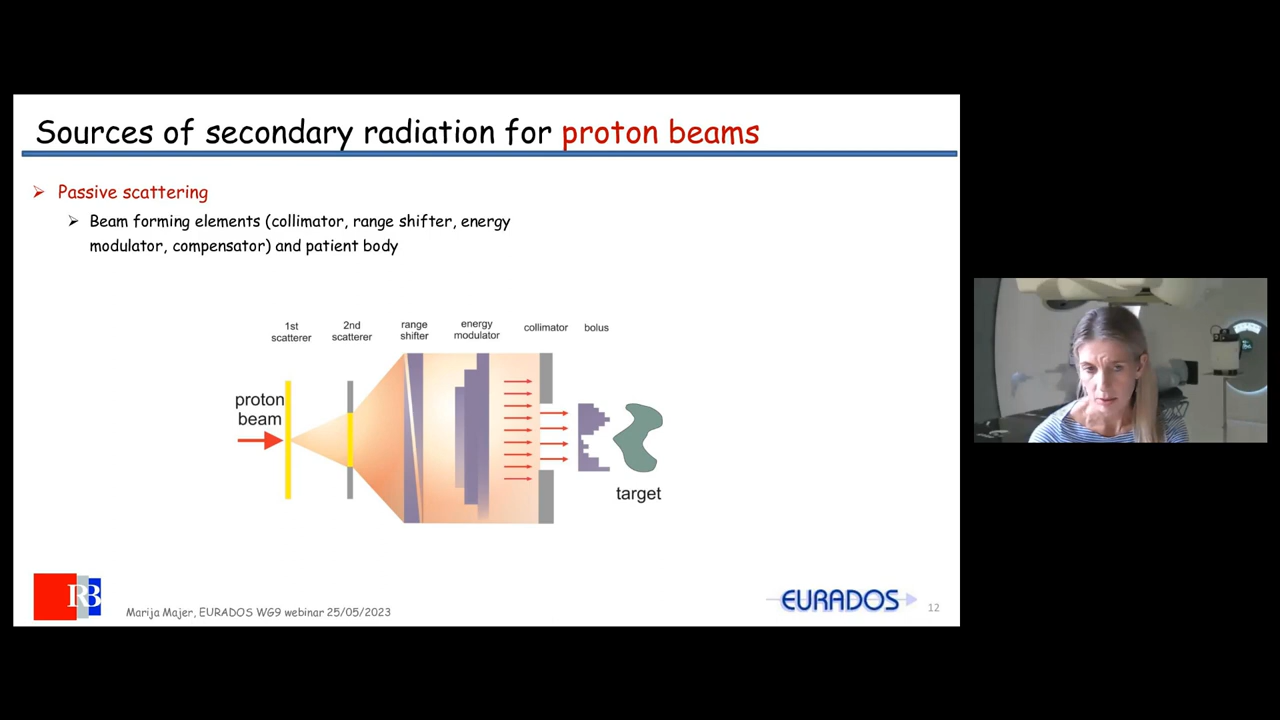 Sources of secondary radiation for proton beams
Passive scattering
Beam forming elements (collimator, range shifter, energy
modulator, compensator) and patient body
1st
scatterer
2nd
scatterer
range
shifter
energy
modulator
collimator
bolus
proton
beam
target
RB
Marija Majer, EURADOS WG9 webinar 25/05/2023
EURADOS
12